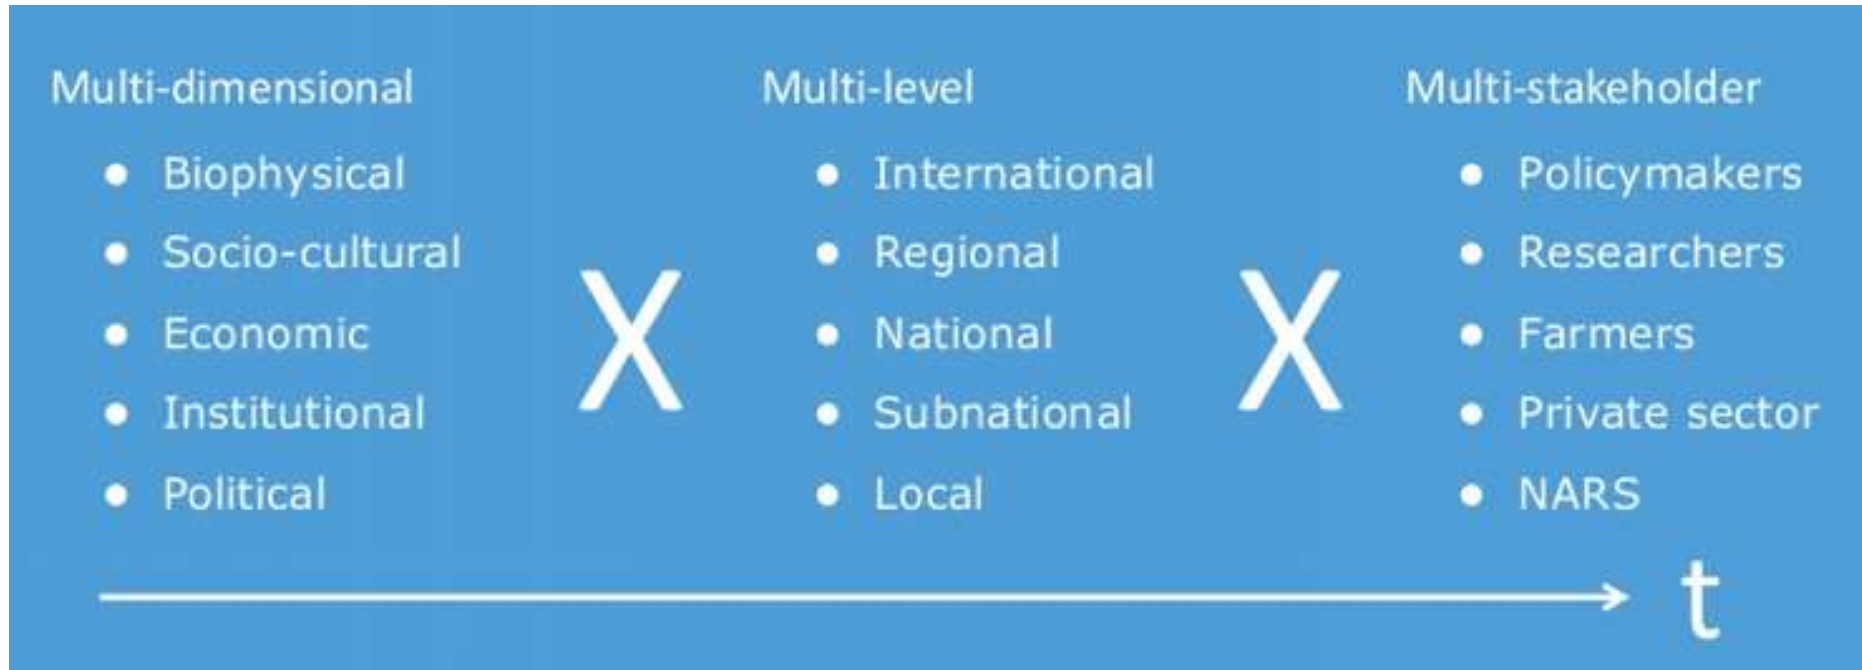 Multi-dimensional
● Biophysical
● Socio-cultural
● Economic
● Institutional
● Political
X
Multi-level
● International
● Regional
● National
● Subnational
● Local
X
Multi-stakeholder
● Policymakers
● Researchers
● Farmers
● Private sector
● NARS
t